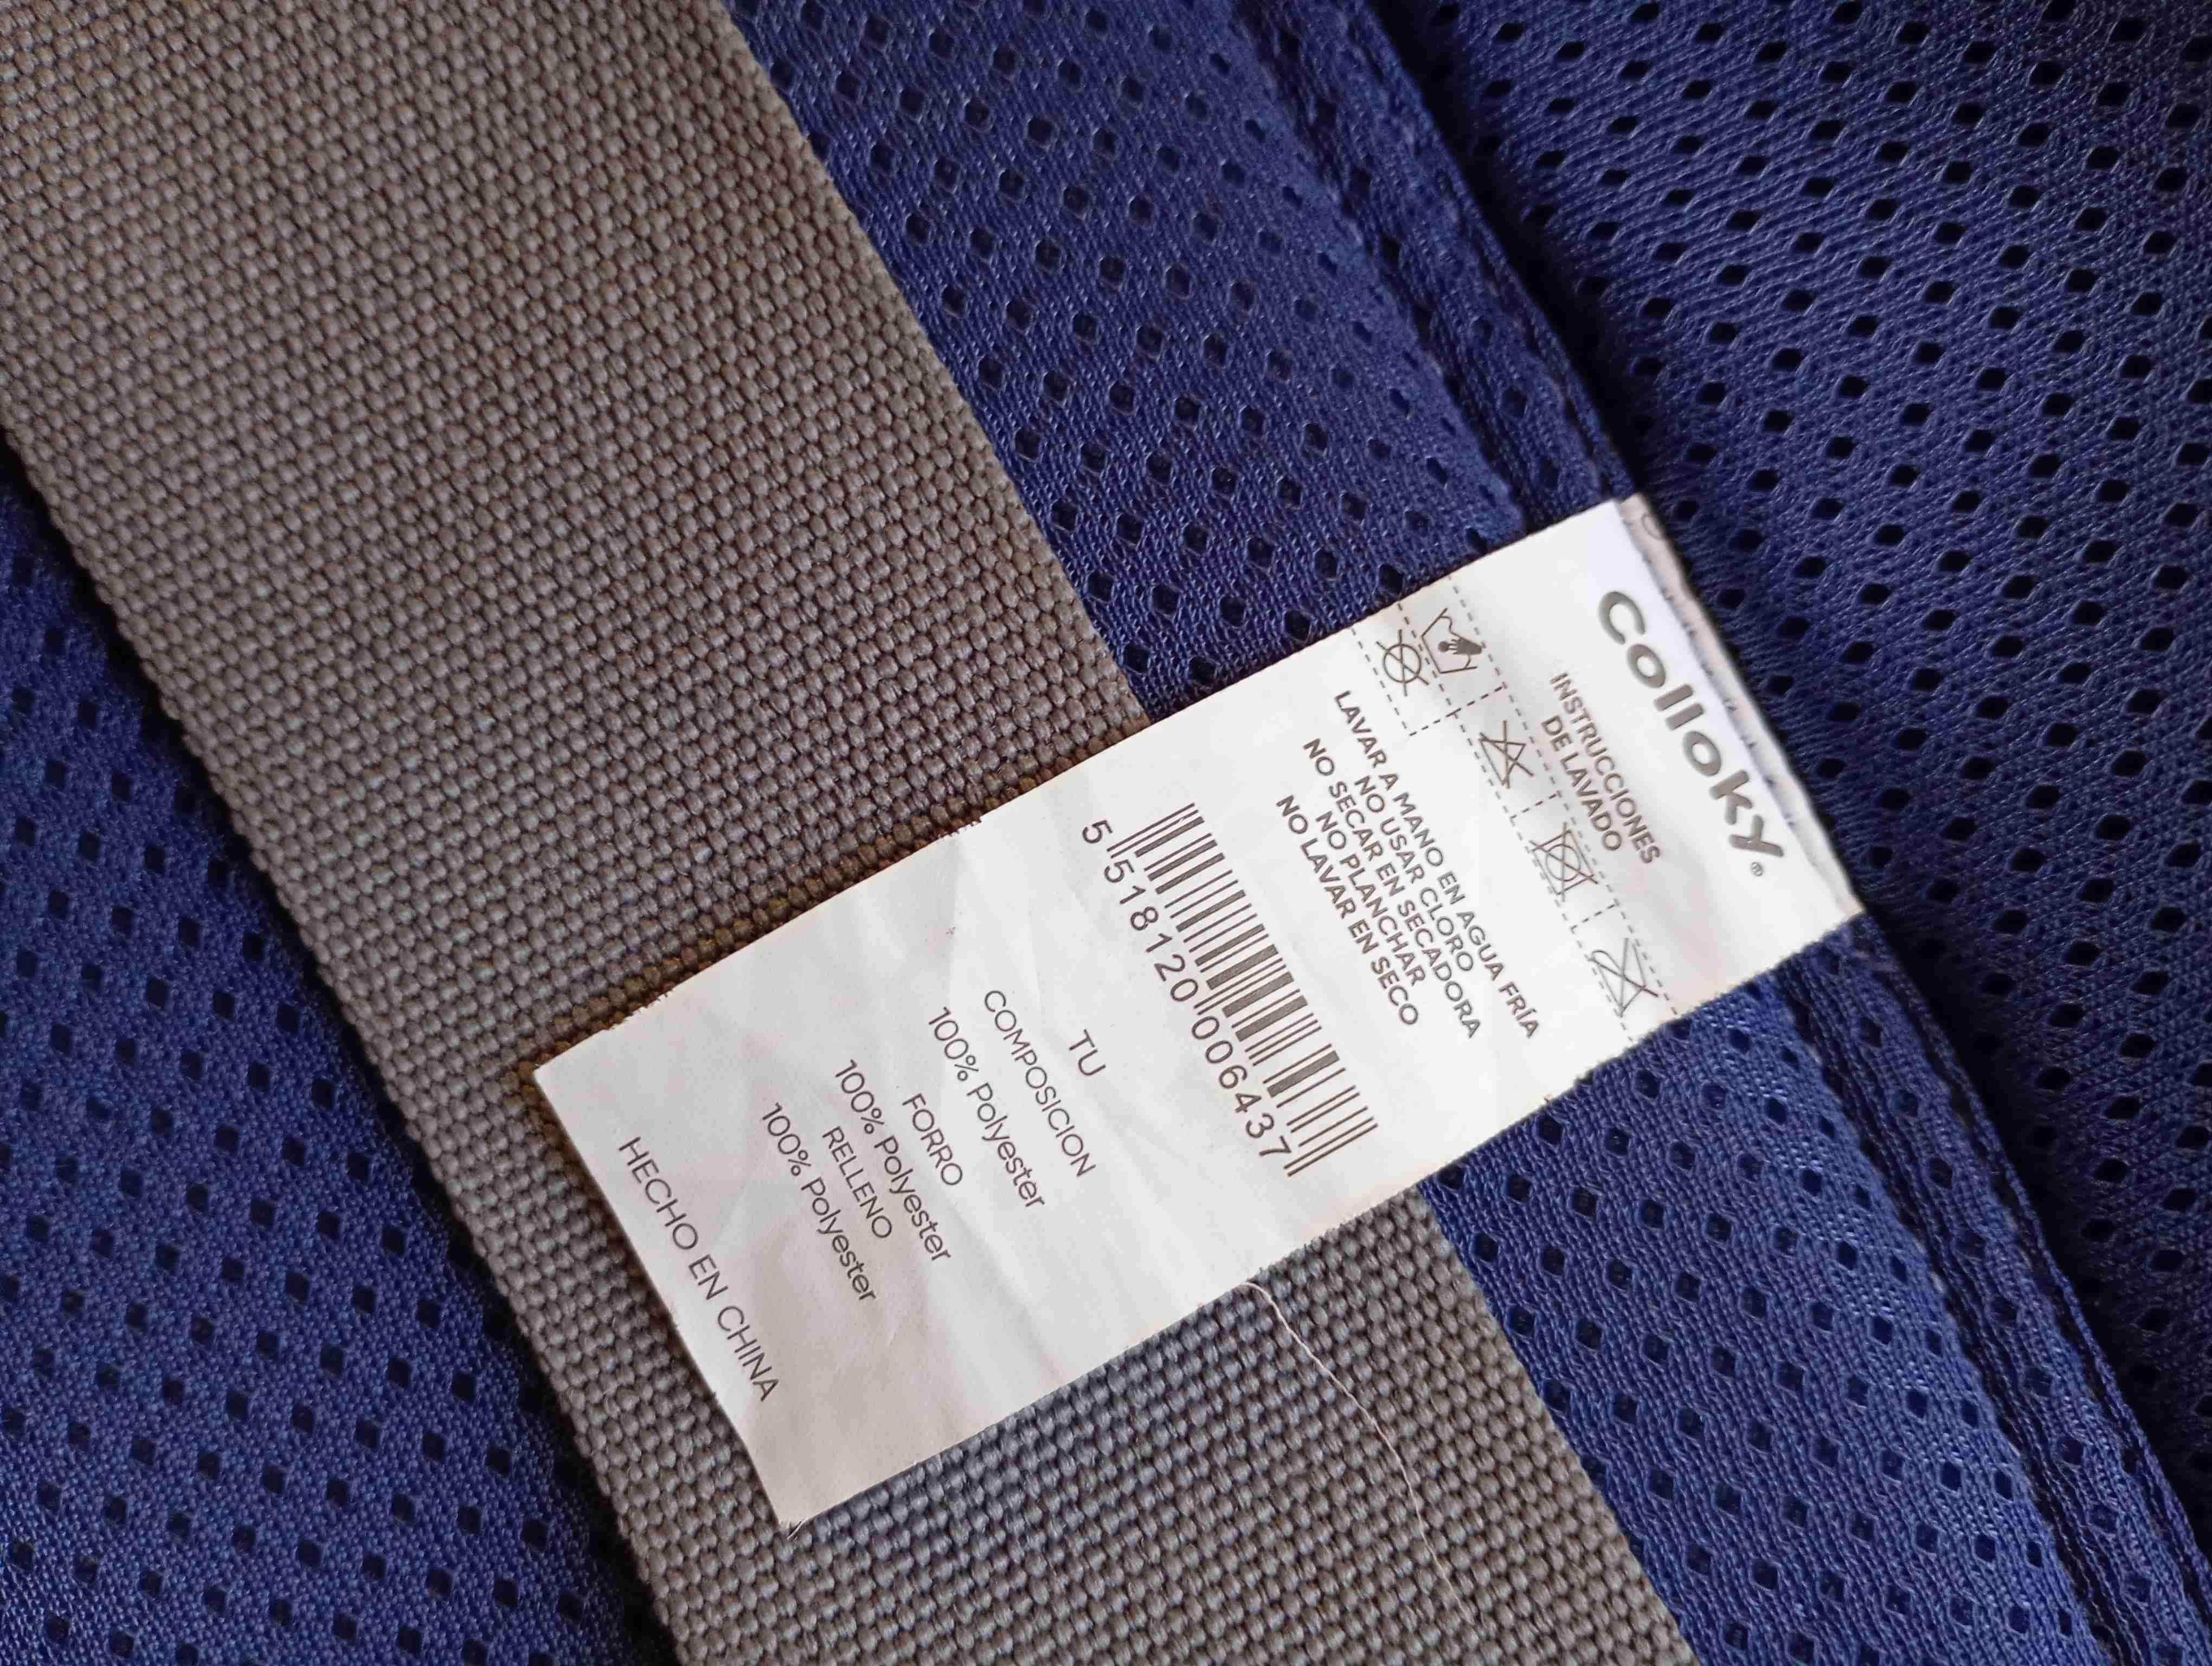 colloky®
INSTRUCCIONES
DE LAVADO
LAVAR A MANO EN AGUA FRÍA
NO USAR CLORO
NO SECAR EN SECADORA
NO PLANCHAR
NO LAVAR EN SECO
5 518120 006437
TU
COMPOSICION
100% Polyester
FORRO
100% Polyester
RELLENO
100% Polyester
HECHO EN CHINA